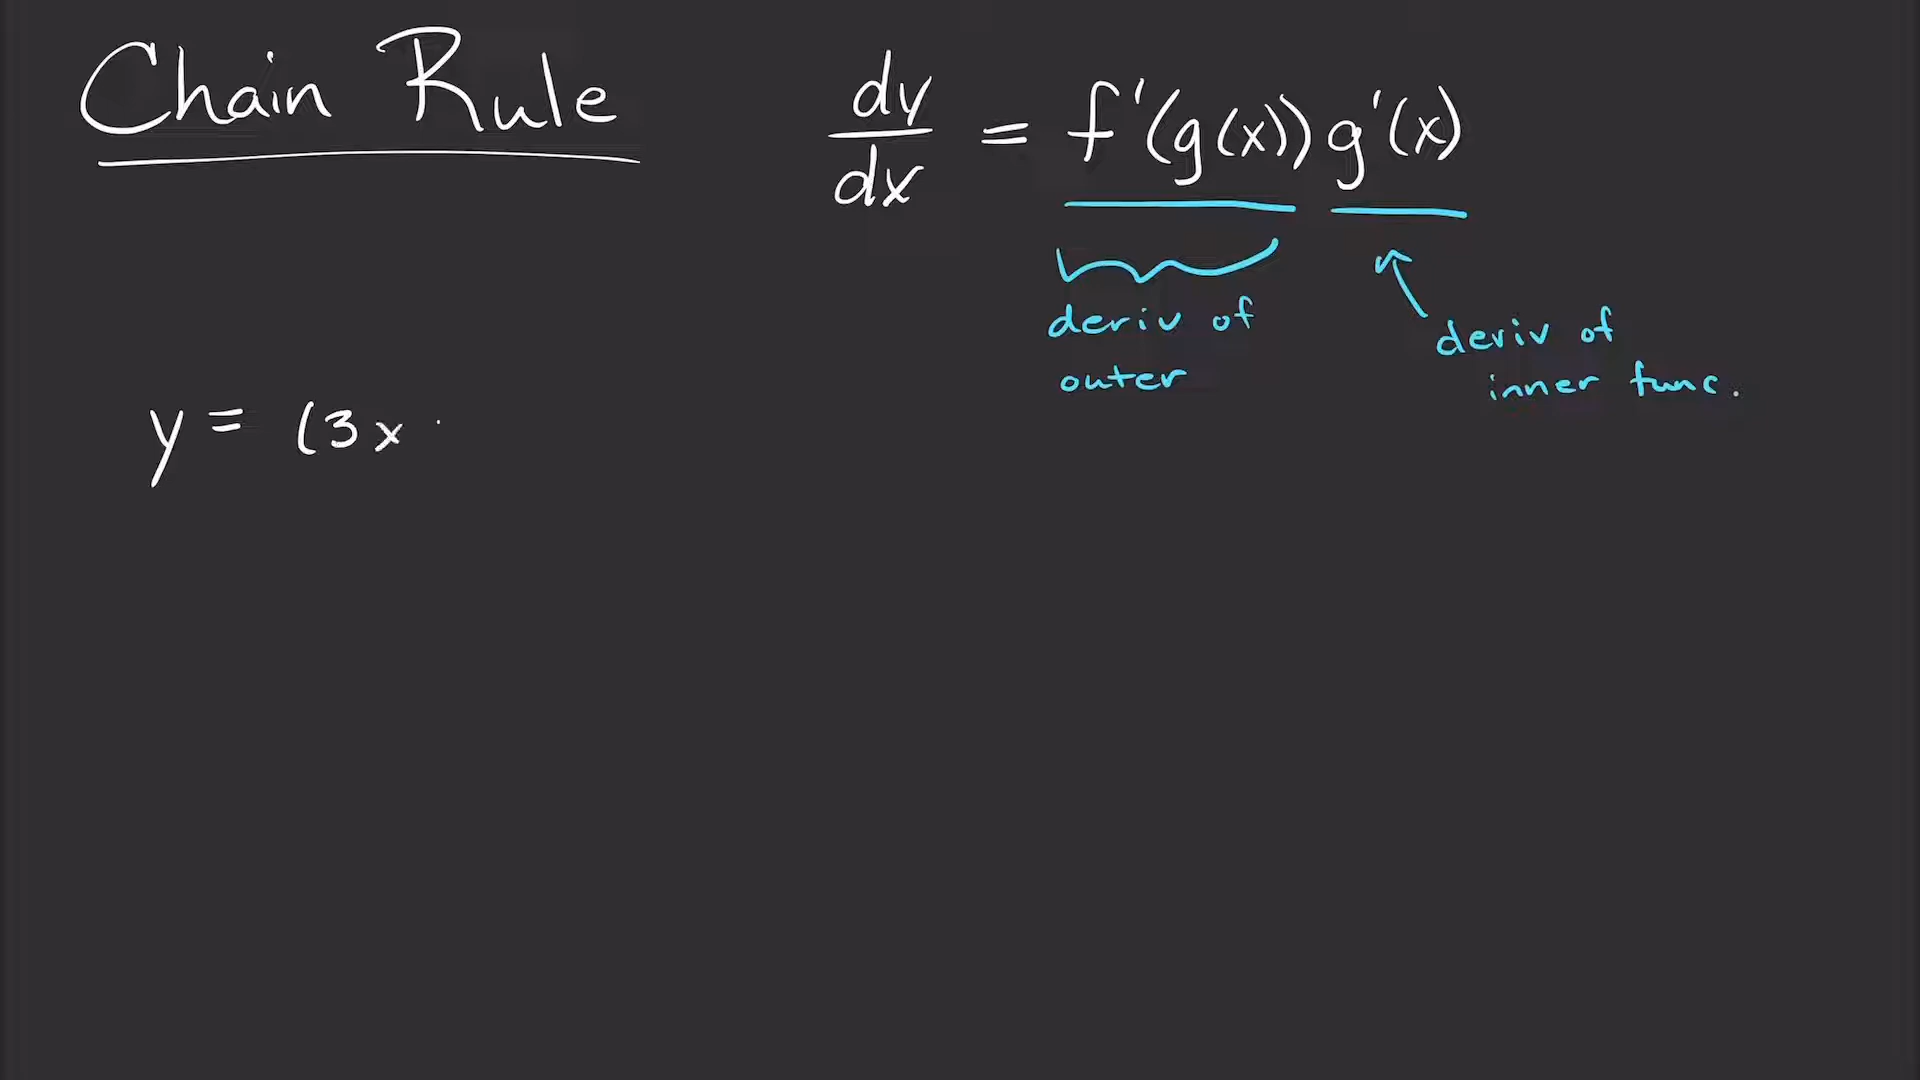 Chain Rule
dy/dx = f'(g(x)) g'(x)
deriv of
outer
deriv of
inner func.
y = (3x